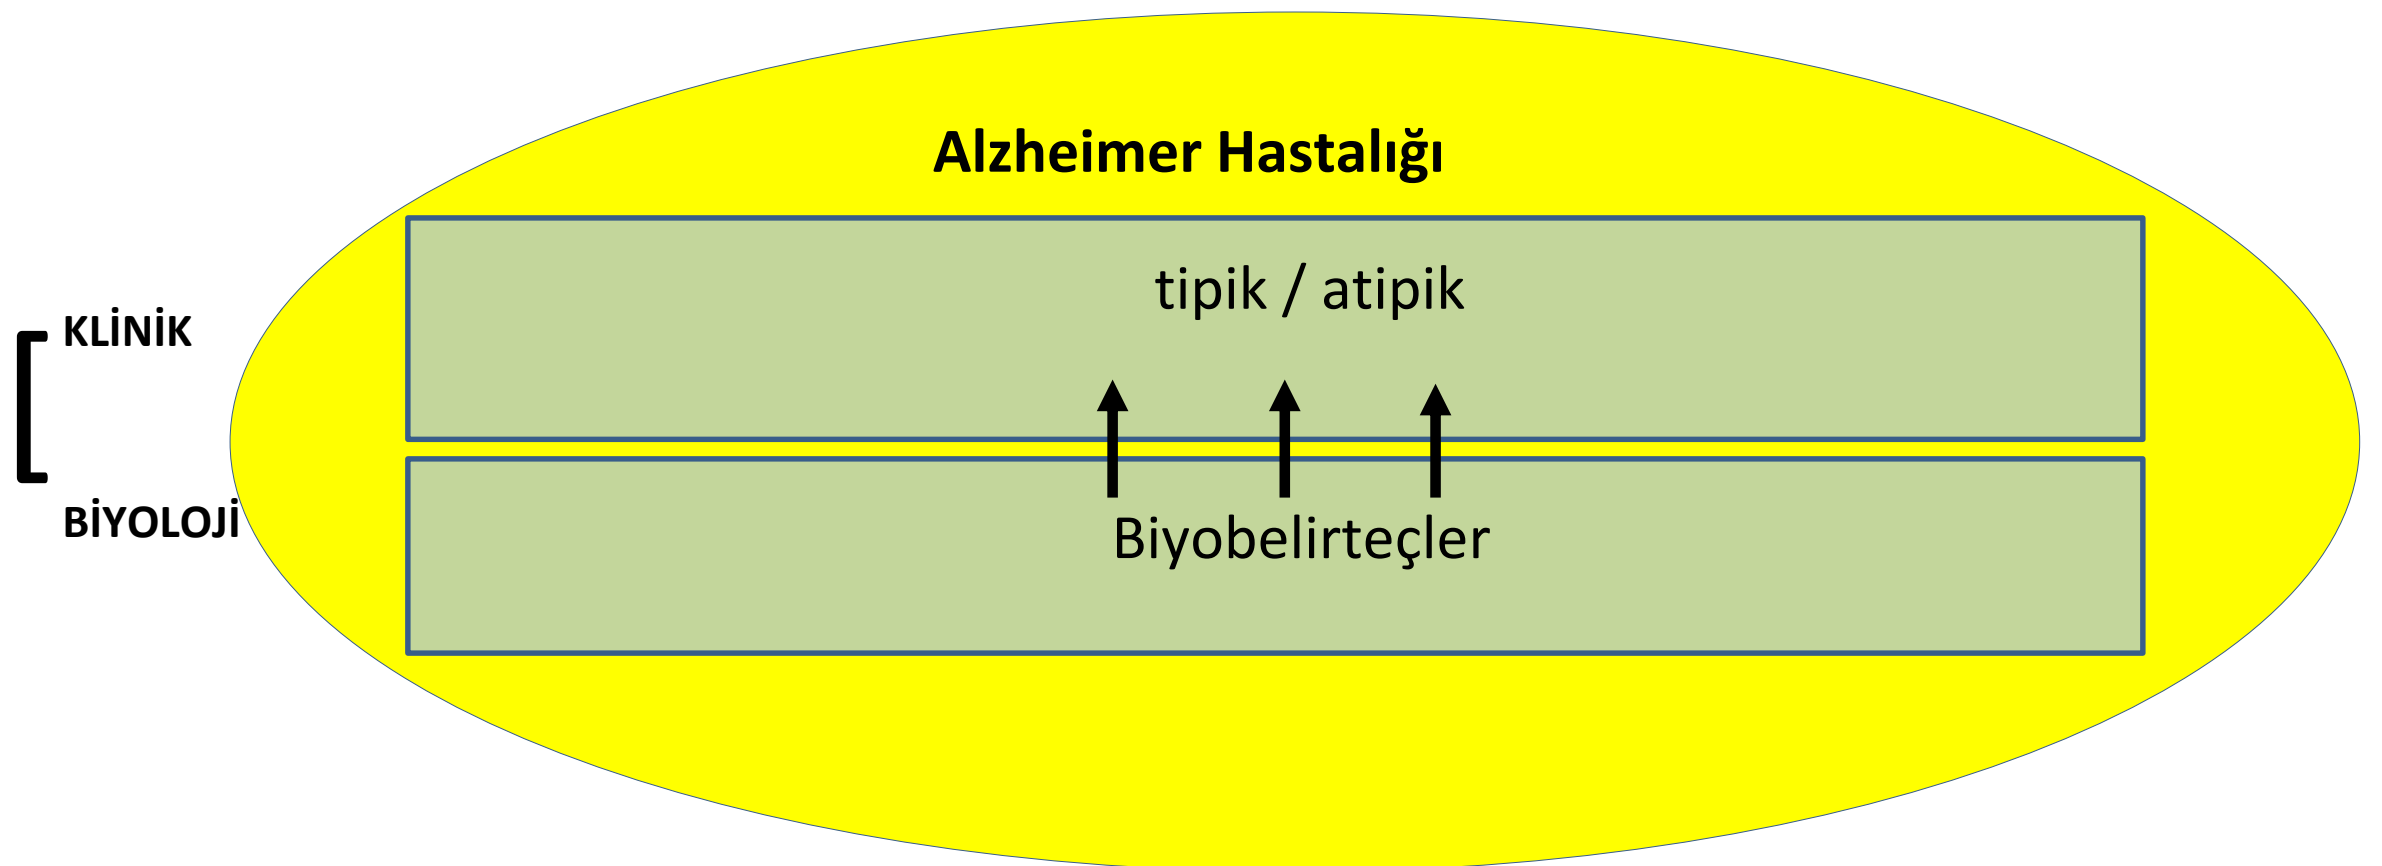 Alzheimer Hastalığı
tipik / atipik
KLİNİK
BİYOLOJİ
Biyobelirteçler